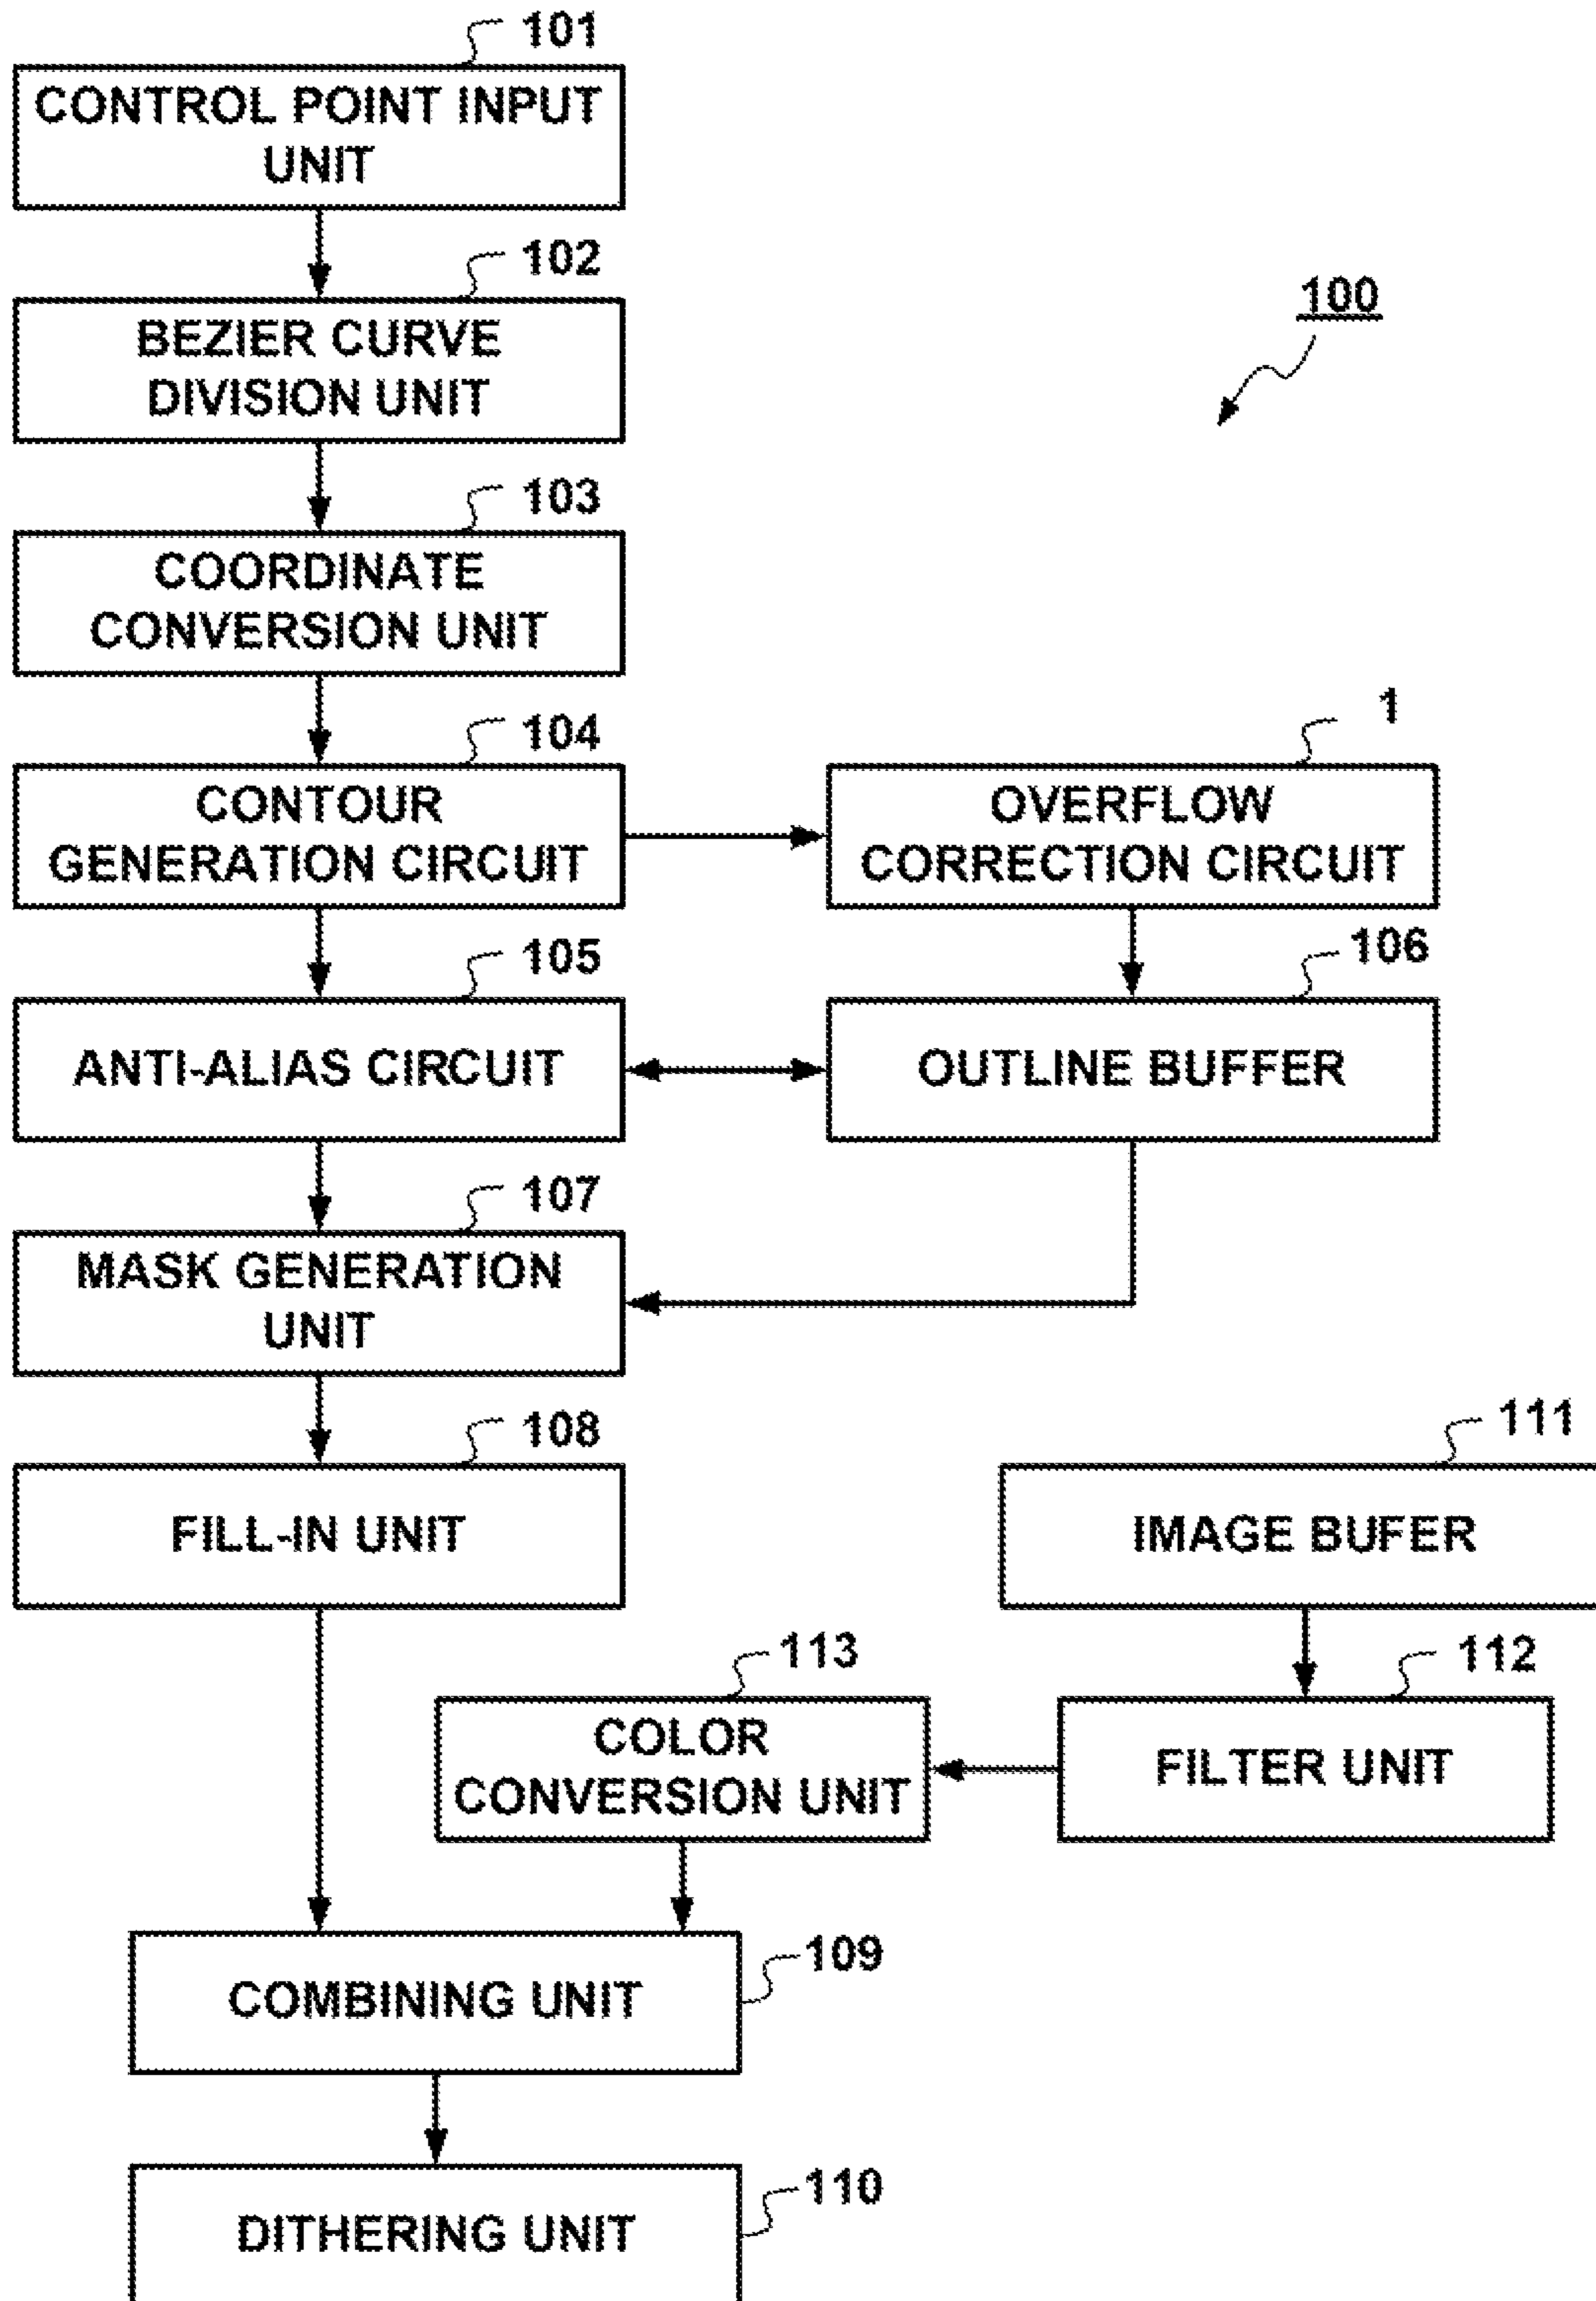 101
CONTROL POINT INPUT
UNIT
102
BEZIER CURVE
DIVISION UNIT
100
103
COORDINATE
CONVERSION UNIT
104
CONTOUR
GENERATION CIRCUIT
1
OVERFLOW
CORRECTION CIRCUIT
105
ANTI-ALIAS CIRCUIT
106
OUTLINE BUFFER
107
MASK GENERATION
UNIT
108
FILL-IN UNIT
111
IMAGE BUFER
113
COLOR
CONVERSION UNIT
112
FILTER UNIT
109
COMBINING UNIT
110
DITHERING UNIT